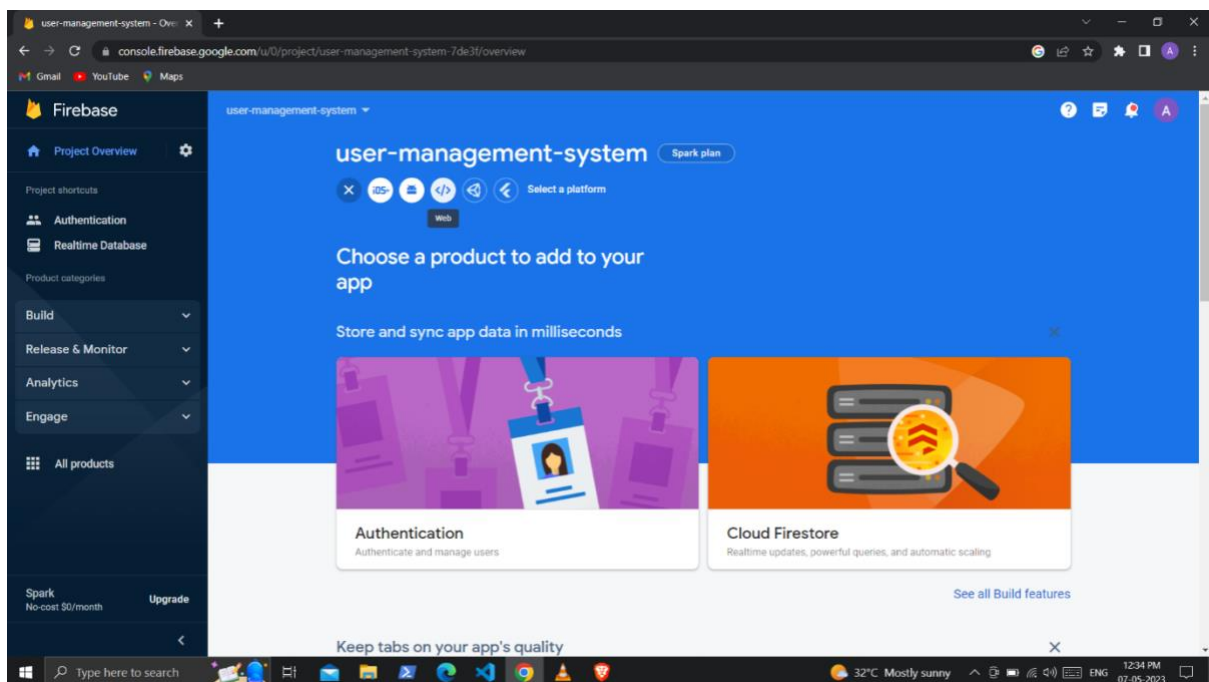 user-management-system - Over
console.firebase.google.com/u/0/project/user-management-system-7de3f/overview
Gmail YouTube Maps
A
Firebase
Project Overview
Project shortcuts
Authentication
Realtime Database
Product categories
Build
Release & Monitor
Analytics
Engage
All products
Spark
No-cost $0/month
Upgrade
user-management-system
A
user-management-system Spark plan
iOS+ </> Select a platform
Web
Choose a product to add to your
app
Store and sync app data in milliseconds
Authentication
Authenticate and manage users
Cloud Firestore
Realtime updates, powerful queries, and automatic scaling
See all Build features
Keep tabs on your app's quality
Type here to search
32°C Mostly sunny
ENG
12:34 PM
07-05-2023